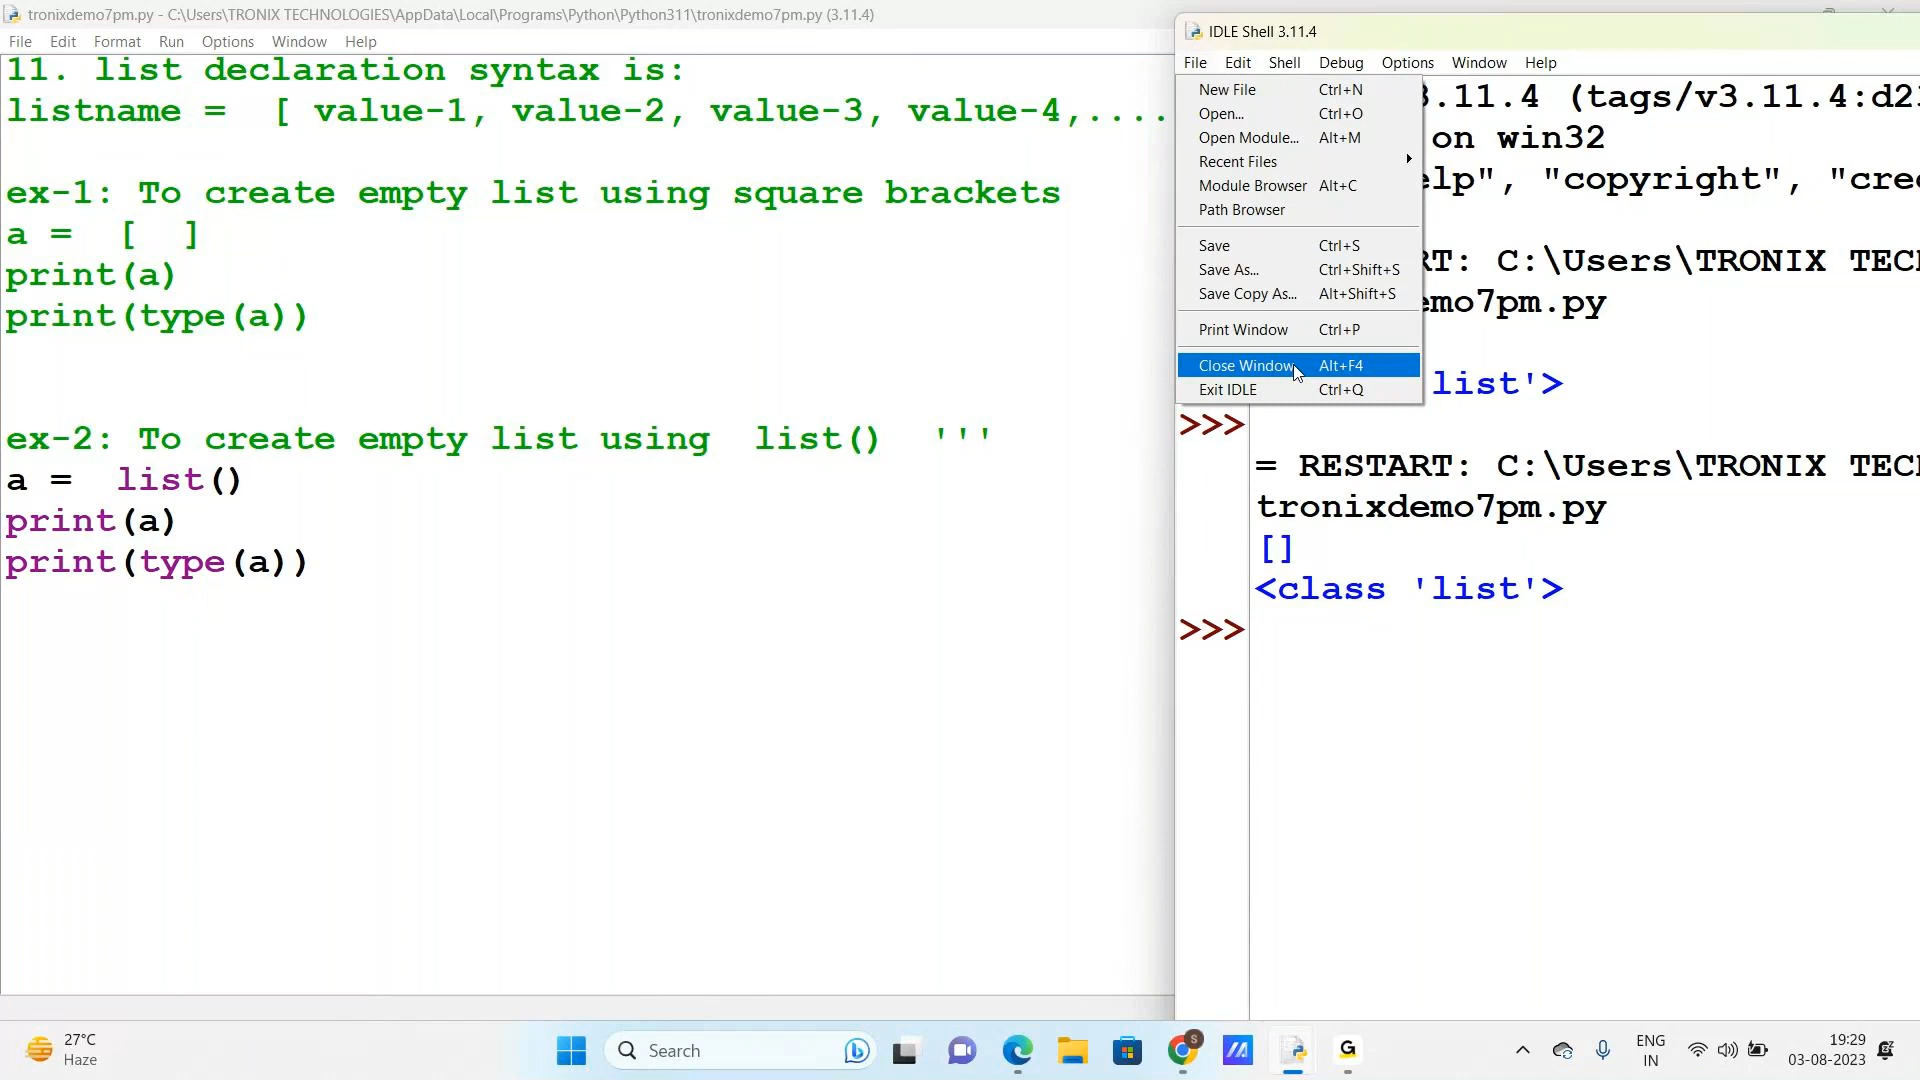 tronixdemo7pm.py - C:\Users\TRONIX TECHNOLOGIES\AppData\Local\Programs\Python\Python311\tronixdemo7pm.py (3.11.4)
File Edit Format Run Options Window Help
11. list declaration syntax is:
listname =  [ value-1, value-2, value-3, value-4,....
ex-1: To create empty list using square brackets
a =  [  ]
print(a)
print(type(a))
ex-2: To create empty list using  list()  '''
a =  list()
print(a)
print(type(a))
IDLE Shell 3.11.4
File Edit Shell Debug Options Window Help
New File Ctrl+N
Open... Ctrl+O
Open Module... Alt+M
Recent Files
Module Browser Alt+C
Path Browser
Save Ctrl+S
Save As... Ctrl+Shift+S
Save Copy As... Alt+Shift+S
Print Window Ctrl+P
Close Window Alt+F4
Exit IDLE Ctrl+Q
3.11.4 (tags/v3.11.4:d2
on win32
elp", "copyright", "cre
RT: C:\Users\TRONIX TEC
emo7pm.py
list'>
>>>
= RESTART: C:\Users\TRONIX TEC
tronixdemo7pm.py
[]
<class 'list'>
>>>
27°C
Haze
Search
S
G
ENG
IN
19:29
03-08-2023